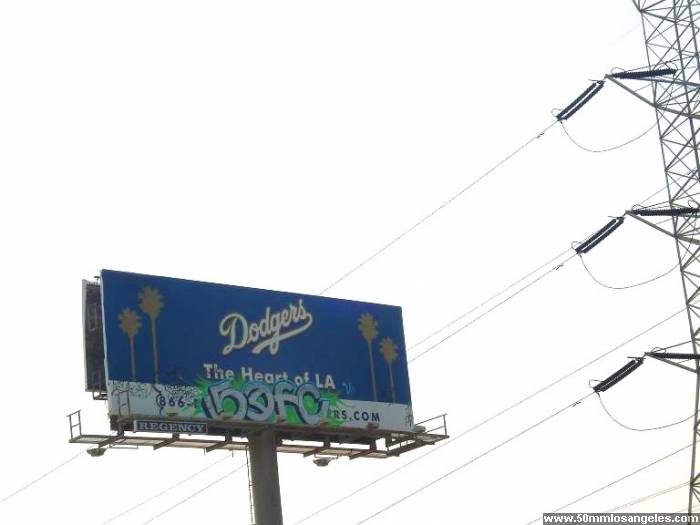 Dodgers
The Heart of LA
866- RS.COM
REGENCY
www.50mmlosangeles.com